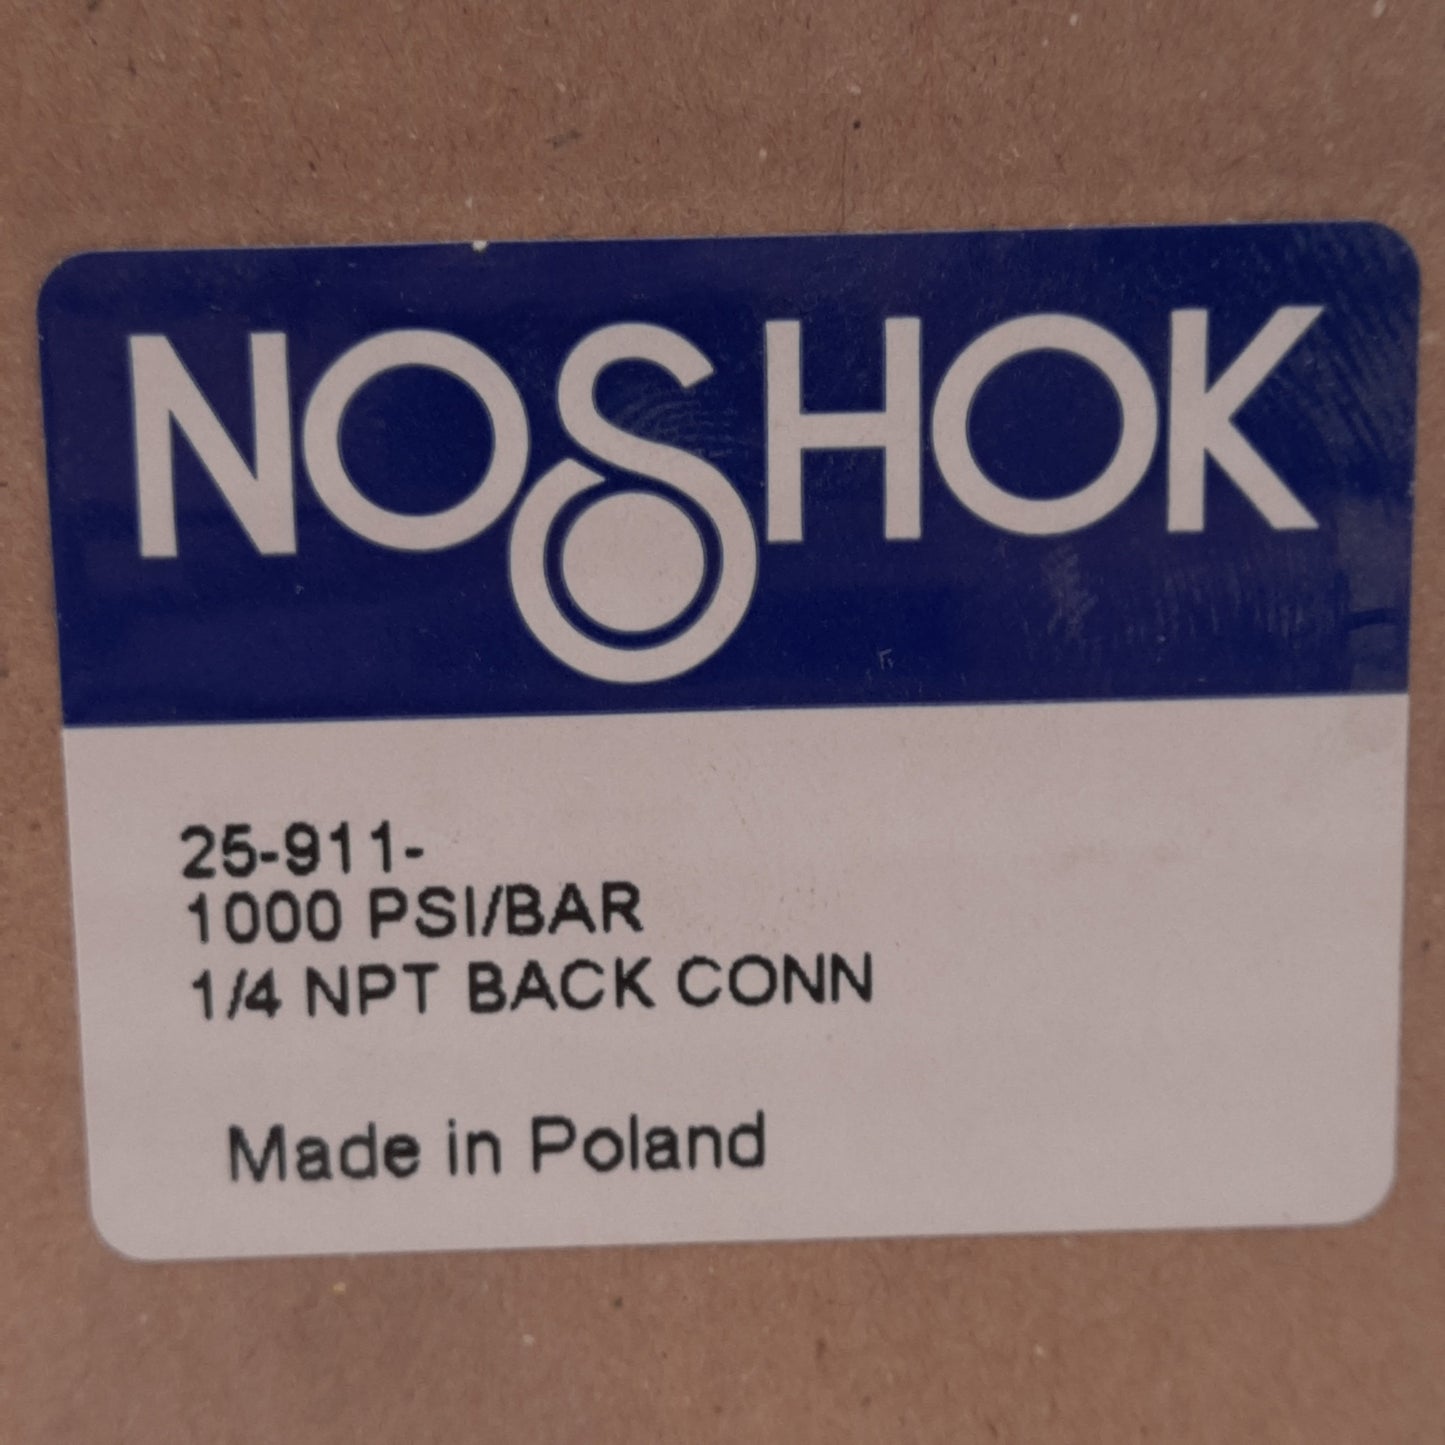 NOSHOK
25-911-
1000 PSI/BAR
1/4 NPT BACK CONN
Made in Poland